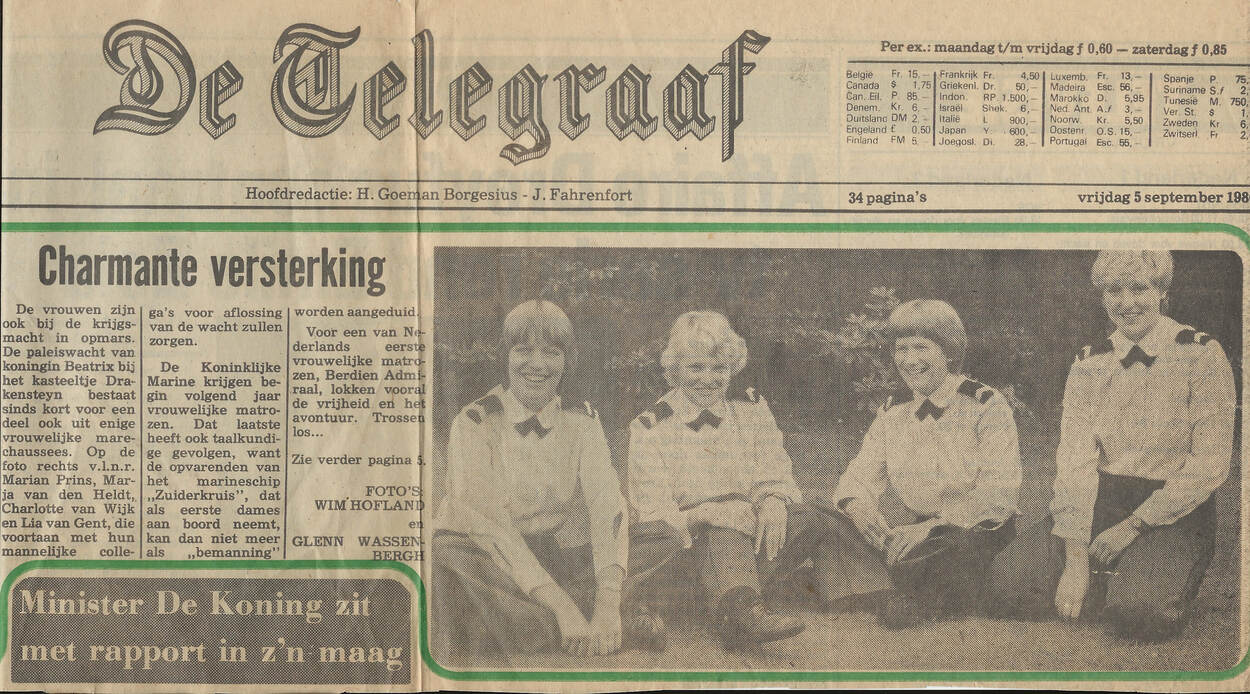 De Telegraaf
Per ex.: maandag t/m vrijdag ƒ 0,60 — zaterdag ƒ 0,85
België Fr. 15,–
Canada $ 1,75
Can. Eil. P. 85,–
Denem. Kr. 6,–
Duitsland DM 2,–
Engeland £ 0.50
Finland FM 5,–
Frankrijk Fr. 4,50
Griekenl. Dr. 50,–
Indon. RP. 1.500,–
Israël Shek. 6,–
Italië L 900,–
Japan Y 600,–
Joegosl. Di. 28,–
Luxemb. Fr. 13,–
Madeira Esc. 56,–
Marokko D. 5,95
Ned. Ant. A.f 3,–
Noorw. Kr. 5,50
Oostenr. O.S. 15,–
Portugal Esc. 55,–
Spanje P. 75,
Suriname S.f 2,
Tunesië M. 750,
Ver. St. $ 1,
Zweden Kr 6,
Zwitserl. Fr 2,
Hoofdredactie: H. Goeman Borgesius - J. Fahrenfort
34 pagina's
vrijdag 5 september 198
Charmante versterking
De vrouwen zijn
ook bij de krijgs-
macht in opmars.
De paleiswacht van
koningin Beatrix bij
het kasteeltje Dra-
kensteyn bestaat
sinds kort voor een
deel ook uit enige
vrouwelijke mare-
chaussees. Op de
foto rechts v.l.n.r.
Marian Prins, Mar-
ja van den Heldt,
Charlotte van Wijk
en Lia van Gent, die
voortaan met hun
mannelijke colle-
ga's voor aflossing
van de wacht zullen
zorgen.
De Koninklijke
Marine krijgen be-
gin volgend jaar
vrouwelijke matro-
zen. Dat laatste
heeft ook taalkundi-
ge gevolgen, want
de opvarenden van
het marineschip
„Zuiderkruis”, dat
als eerste dames
aan boord neemt,
kan dan niet meer
als „bemanning”
worden aangeduid.
Voor een van Ne-
derlands eerste
vrouwelijke matro-
zen, Berdien Admi-
raal, lokken vooral
de vrijheid en het
avontuur. Trossen
los...
Zie verder pagina 5.
FOTO'S:
WIM HOFLAND
en
GLENN WASSEN-
BERGH
Minister De Koning zit
met rapport in z'n maag